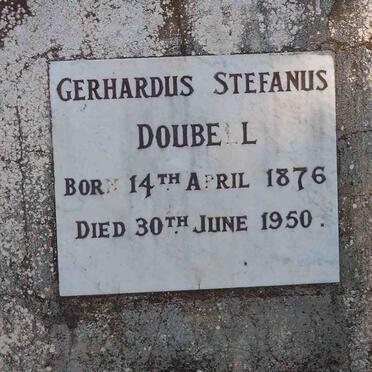 GERHARDUS STEFANUS
DOUBELL
BORN 14TH APRIL 1876
DIED 30TH JUNE 1950.